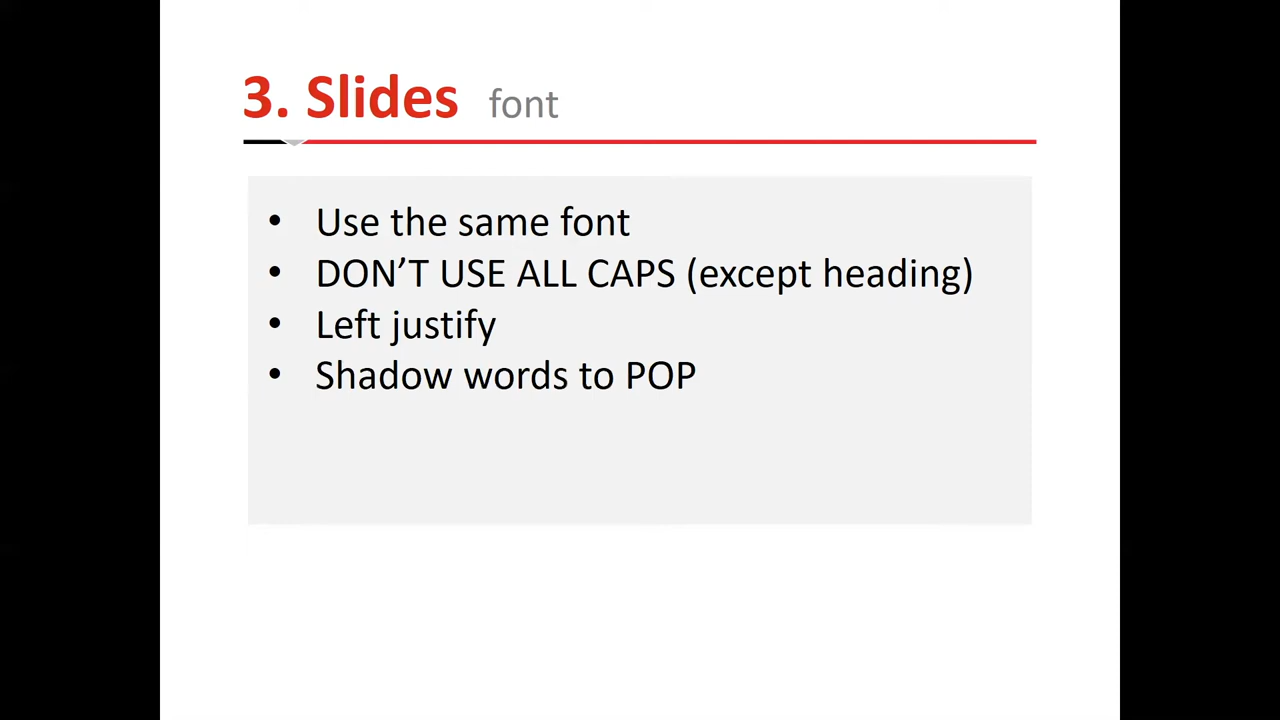 3. Slides font
• Use the same font
• DON’T USE ALL CAPS (except heading)
• Left justify
• Shadow words to POP